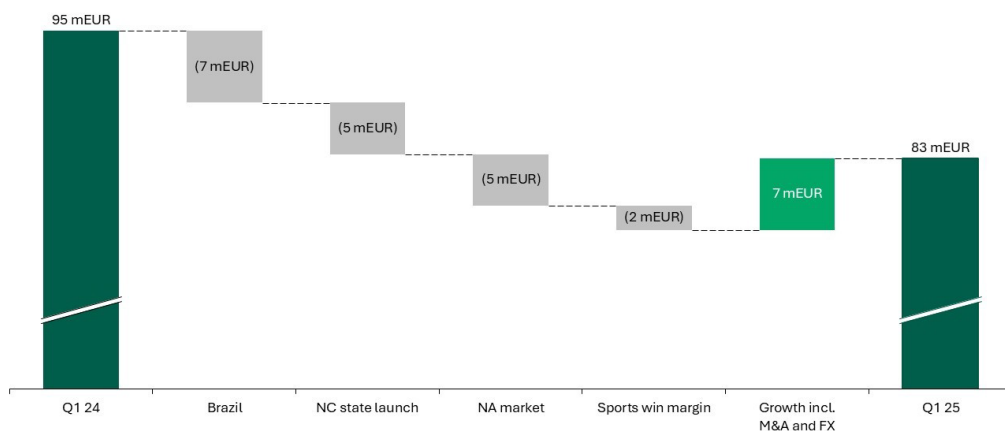 95 mEUR
(7 mEUR)
(5 mEUR)
(5 mEUR)
(2 mEUR)
7 mEUR
83 mEUR
Q1 24
Brazil
NC state launch
NA market
Sports win margin
Growth incl.
M&A and FX
Q1 25